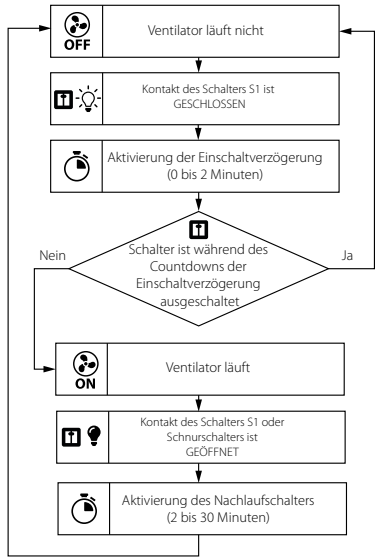 OFF
Ventilator läuft nicht
Kontakt des Schalters S1 ist
GESCHLOSSEN
Aktivierung der Einschaltverzögerung
(0 bis 2 Minuten)
Nein
Schalter ist während des
Countdowns der
Einschaltverzögerung
ausgeschaltet
Ja
ON
Ventilator läuft
Kontakt des Schalters S1 oder
Schnurschalters ist
GEÖFFNET
Aktivierung des Nachlaufschalters
(2 bis 30 Minuten)